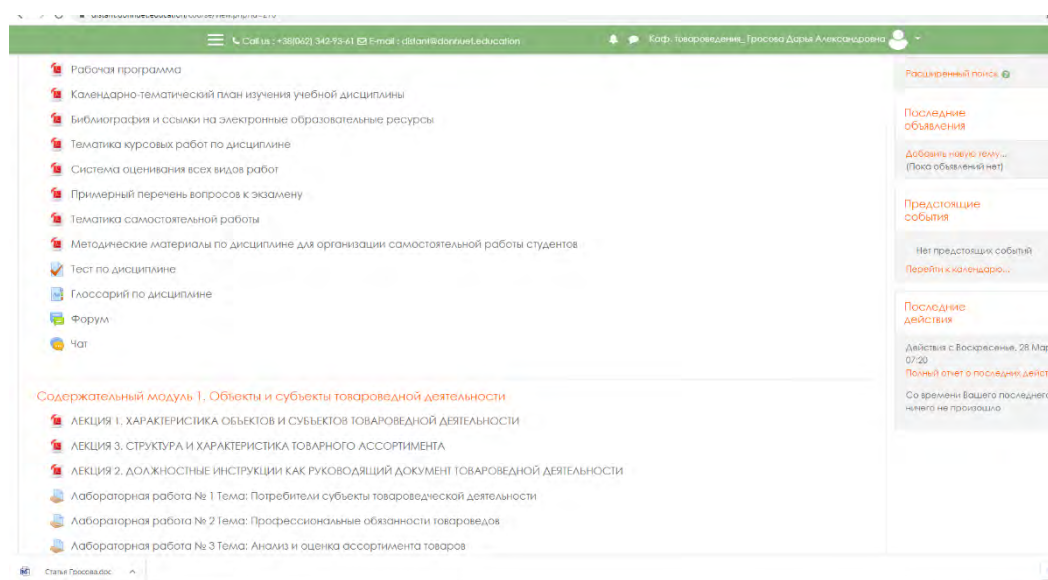 Call us : +38(062) 342-93-61 E-mail : distant@donnuet.education
Каф. товароведения_ Гросова Дарья Александровна
Рабочая программа
Календарно-тематический план изучения учебной дисциплины
Библиография и ссылки на электронные образовательные ресурсы
Тематика курсовых работ по дисциплине
Система оценивания всех видов работ
Примерный перечень вопросов к экзамену
Тематика самостоятельной работы
Методические материалы по дисциплине для организации самостоятельной работы студентов
Тест по дисциплине
Глоссарий по дисциплине
Форум
Чат
Содержательный модуль 1. Объекты и субъекты товароведной деятельности
ЛЕКЦИЯ 1. ХАРАКТЕРИСТИКА ОБЪЕКТОВ И СУБЪЕКТОВ ТОВАРОВЕДНОЙ ДЕЯТЕЛЬНОСТИ
ЛЕКЦИЯ 3. СТРУКТУРА И ХАРАКТЕРИСТИКА ТОВАРНОГО АССОРТИМЕНТА
ЛЕКЦИЯ 2. ДОЛЖНОСТНЫЕ ИНСТРУКЦИИ КАК РУКОВОДЯЩИЙ ДОКУМЕНТ ТОВАРОВЕДНОЙ ДЕЯТЕЛЬНОСТИ
Лабораторная работа № 1 Тема: Потребители субъекты товароведческой деятельности
Лабораторная работа № 2 Тема: Профессиональные обязанности товароведов
Лабораторная работа № 3 Тема: Анализ и оценка ассортимента товаров
Расширенный поиск
Последние
объявления
Добавить новую тему...
(Пока объявлений нет)
Предстоящие
события
Нет предстоящих событий
Перейти к календарю...
Последние
действия
Действия с Воскресенье, 28 Мар
07:20
Полный отчет о последних дейст
Со времени Вашего последнего
ничего не произошло
Статья Гросова.doc